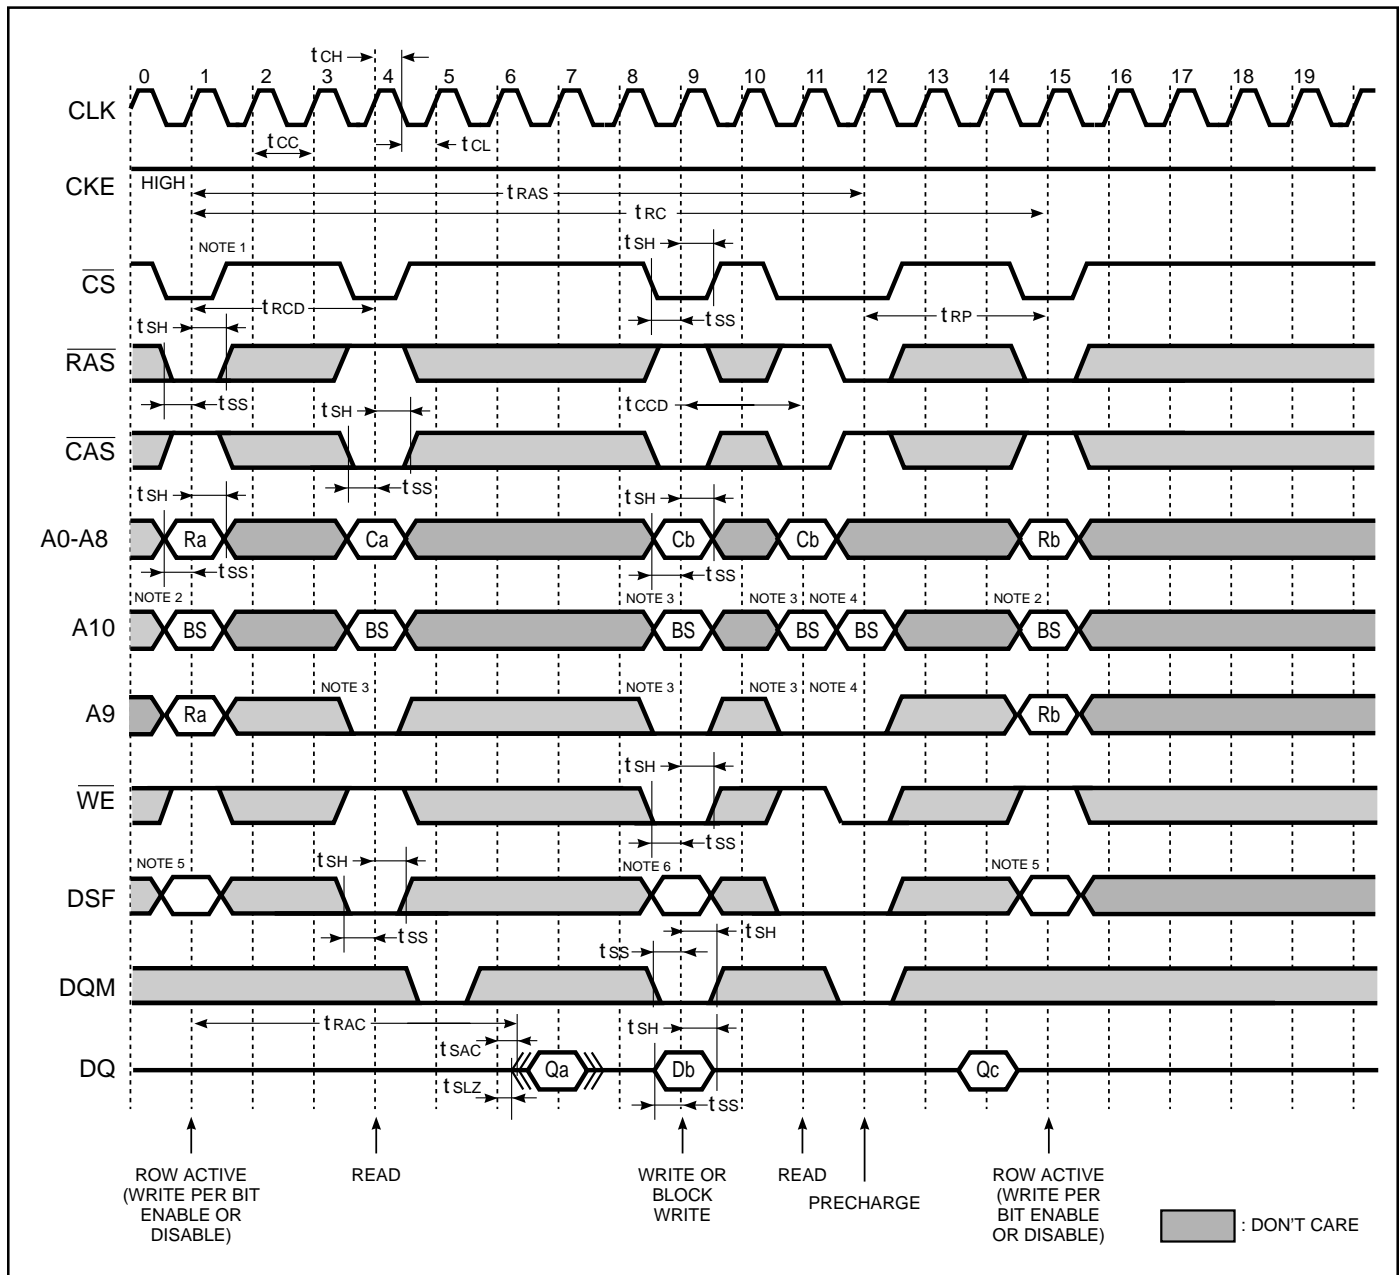 tCH
0 1 2 3 4 5 6 7 8 9 10 11 12 13 14 15 16 17 18 19
CLK
tCC
tCL
CKE
HIGH
tRAS
tRC
NOTE 1
tSH
CS
tRCD
tSS
tRP
tSH
RAS
tSS
tSH
tCCD
CAS
tSH
tSS
tSH
A0-A8
Ra
Ca
Cb
Cb
Rb
tSS
tSS
NOTE 2
NOTE 3
NOTE 3
NOTE 4
NOTE 2
A10
BS
BS
BS
BS
BS
BS
NOTE 3
NOTE 3
NOTE 3
NOTE 4
A9
Ra
Rb
tSH
WE
tSS
NOTE 5
tSH
NOTE 6
NOTE 5
DSF
tSS
tSH
tSS
DQM
tRAC
tSH
tSAC
DQ
Qa
Db
Qc
tSLZ
tSS
ROW ACTIVE
(WRITE PER BIT
ENABLE OR
DISABLE)
READ
WRITE OR
BLOCK
WRITE
READ
PRECHARGE
ROW ACTIVE
(WRITE PER
BIT ENABLE
OR DISABLE)
: DON'T CARE